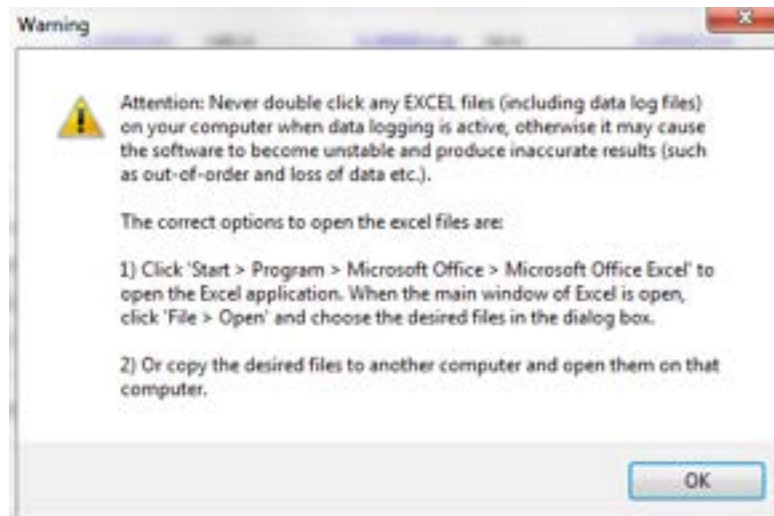 Warning
Attention: Never double click any EXCEL files (including data log files)
on your computer when data logging is active, otherwise it may cause
the software to become unstable and produce inaccurate results (such
as out-of-order and loss of data etc.).
The correct options to open the excel files are:
1) Click 'Start > Program > Microsoft Office > Microsoft Office Excel' to
open the Excel application. When the main window of Excel is open,
click 'File > Open' and choose the desired files in the dialog box.
2) Or copy the desired files to another computer and open them on that
computer.
OK